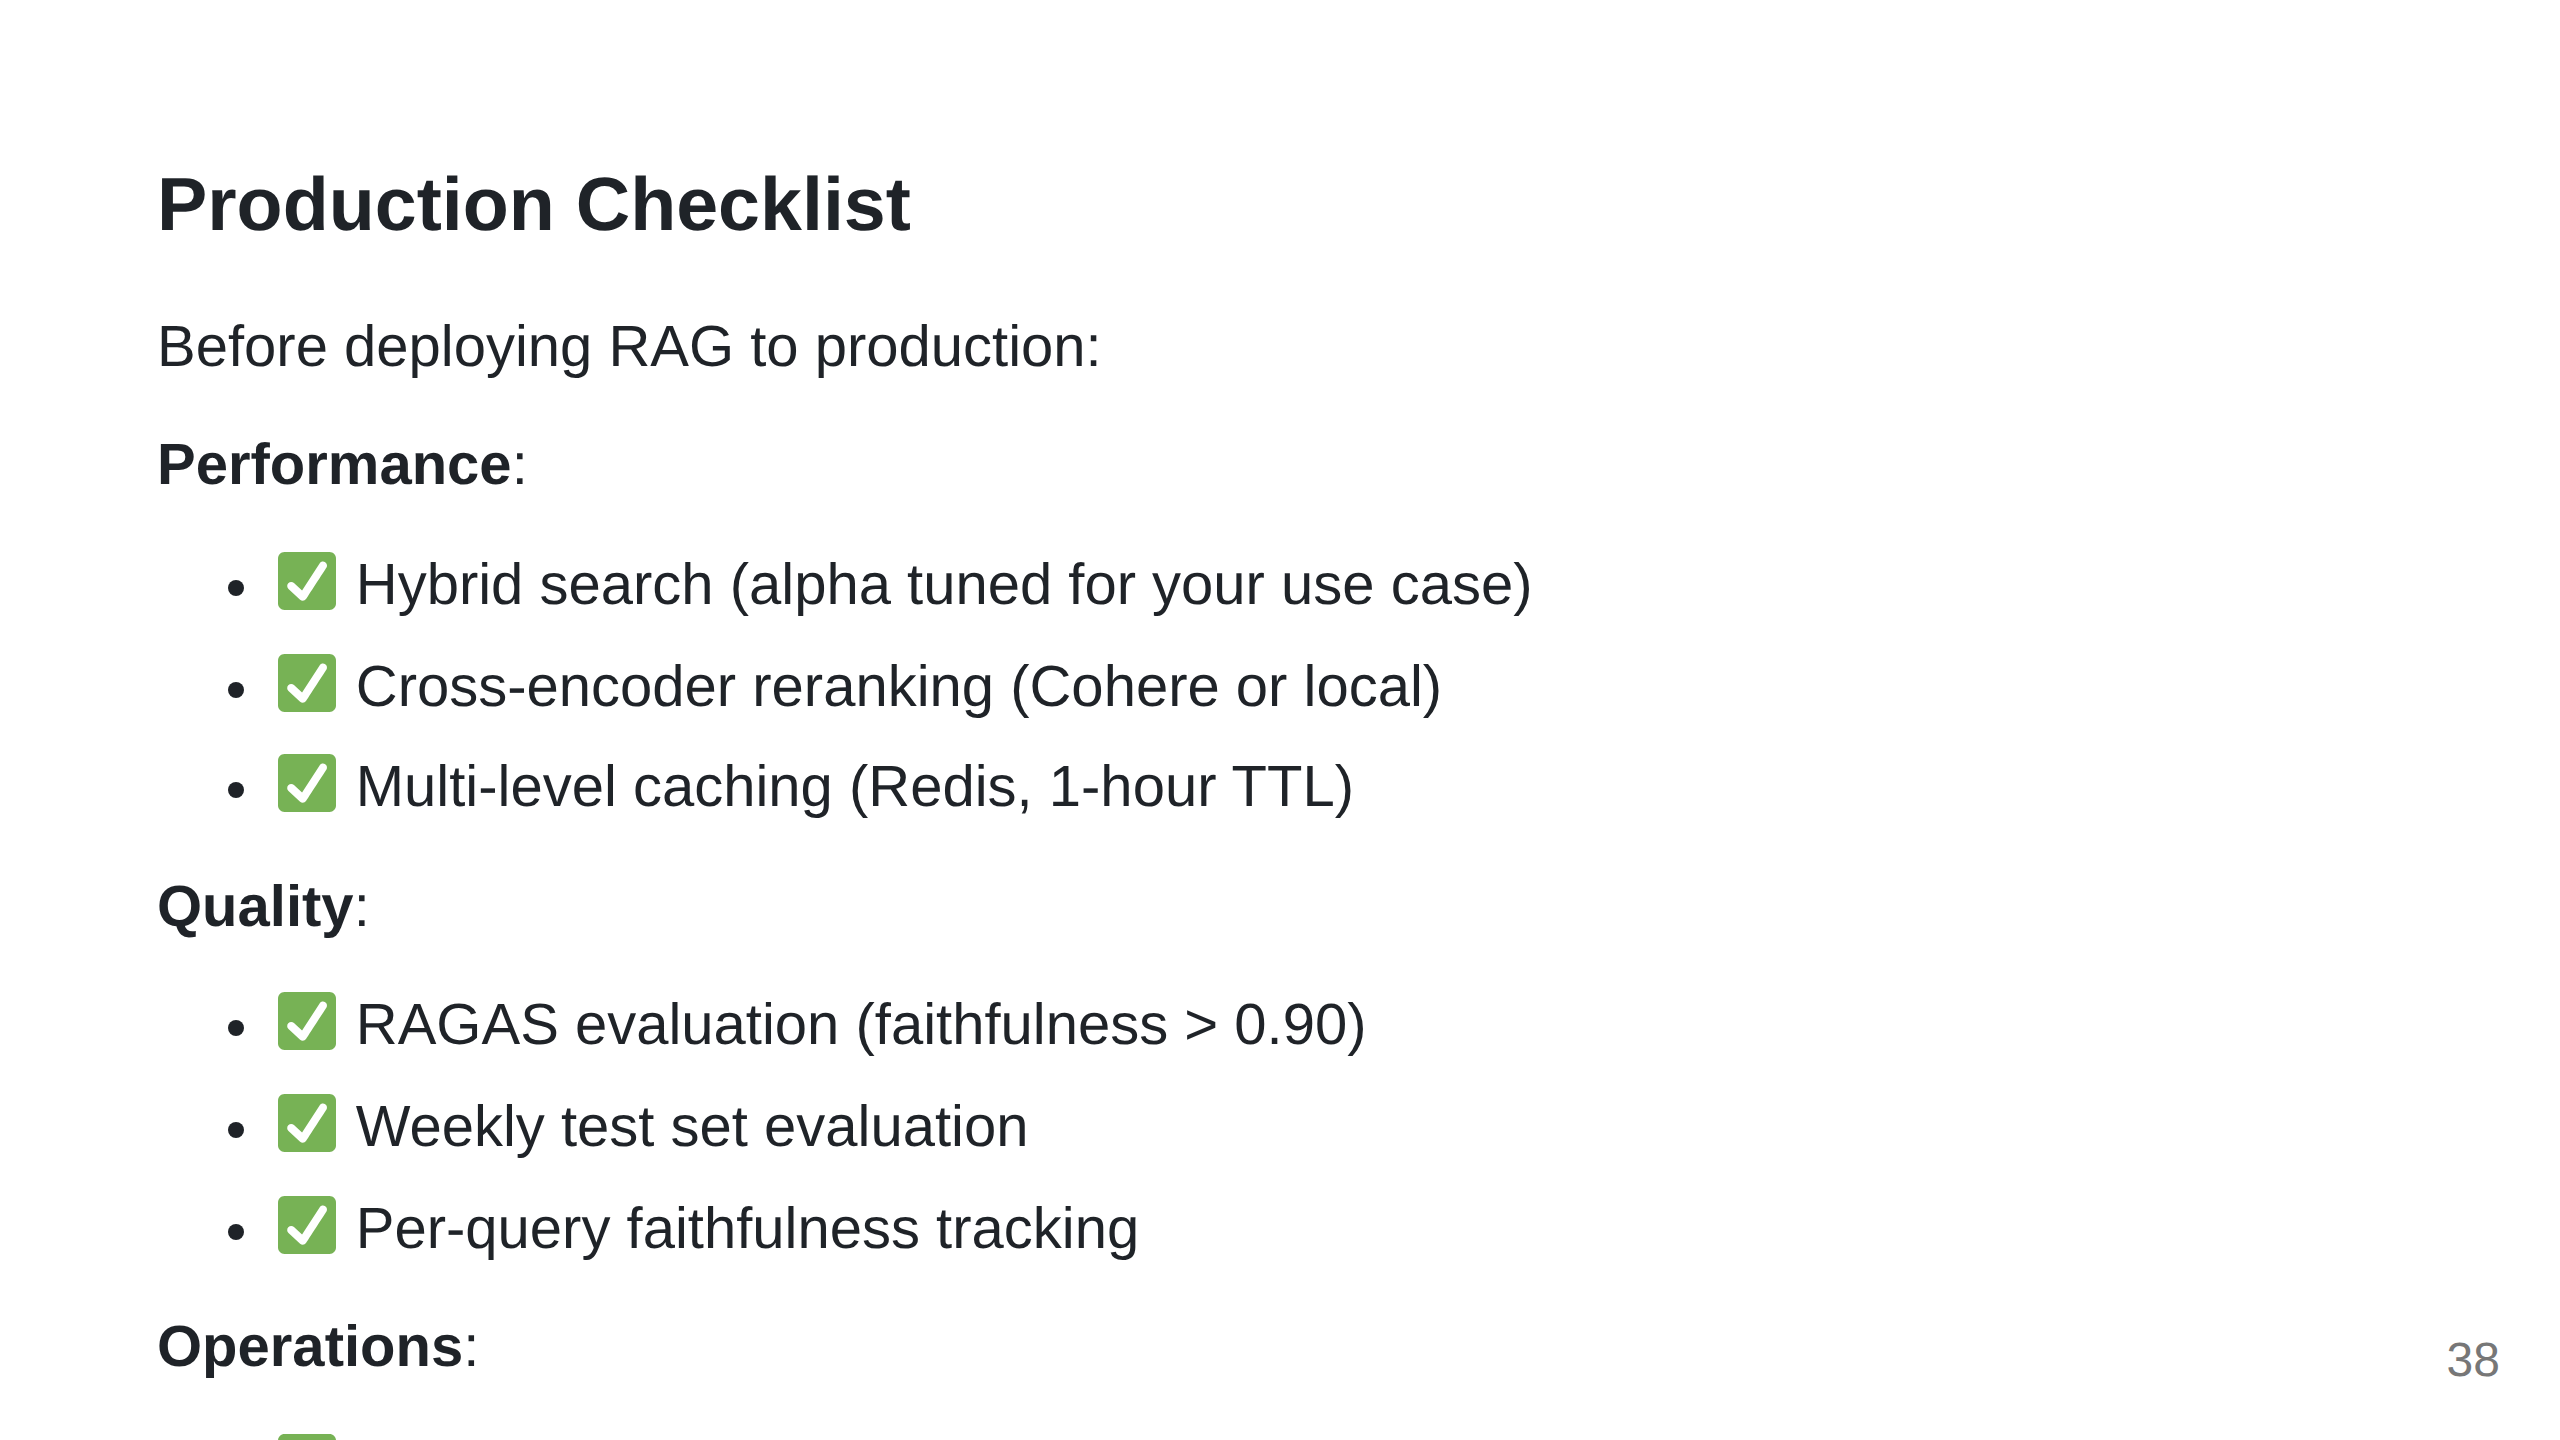 Production Checklist
Before deploying RAG to production:
Performance:
• ✅ Hybrid search (alpha tuned for your use case)
• ✅ Cross-encoder reranking (Cohere or local)
• ✅ Multi-level caching (Redis, 1-hour TTL)
Quality:
• ✅ RAGAS evaluation (faithfulness > 0.90)
• ✅ Weekly test set evaluation
• ✅ Per-query faithfulness tracking
Operations:
38